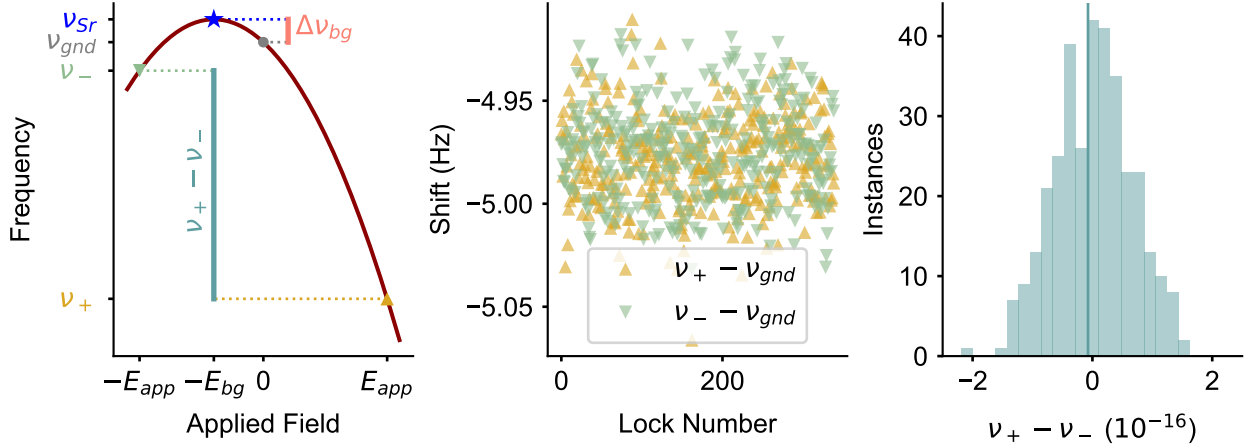 Frequency
ν_Sr
ν_gnd
ν_−
ν_+
Δν_bg
ν_+ − ν_−
−E_app
−E_bg
0
E_app
Applied Field
Shift (Hz)
−4.95
−5.00
−5.05
ν_+ − ν_gnd
ν_− − ν_gnd
0
200
Lock Number
Instances
40
30
20
10
0
−2
0
2
ν_+ − ν_− (10^−16)